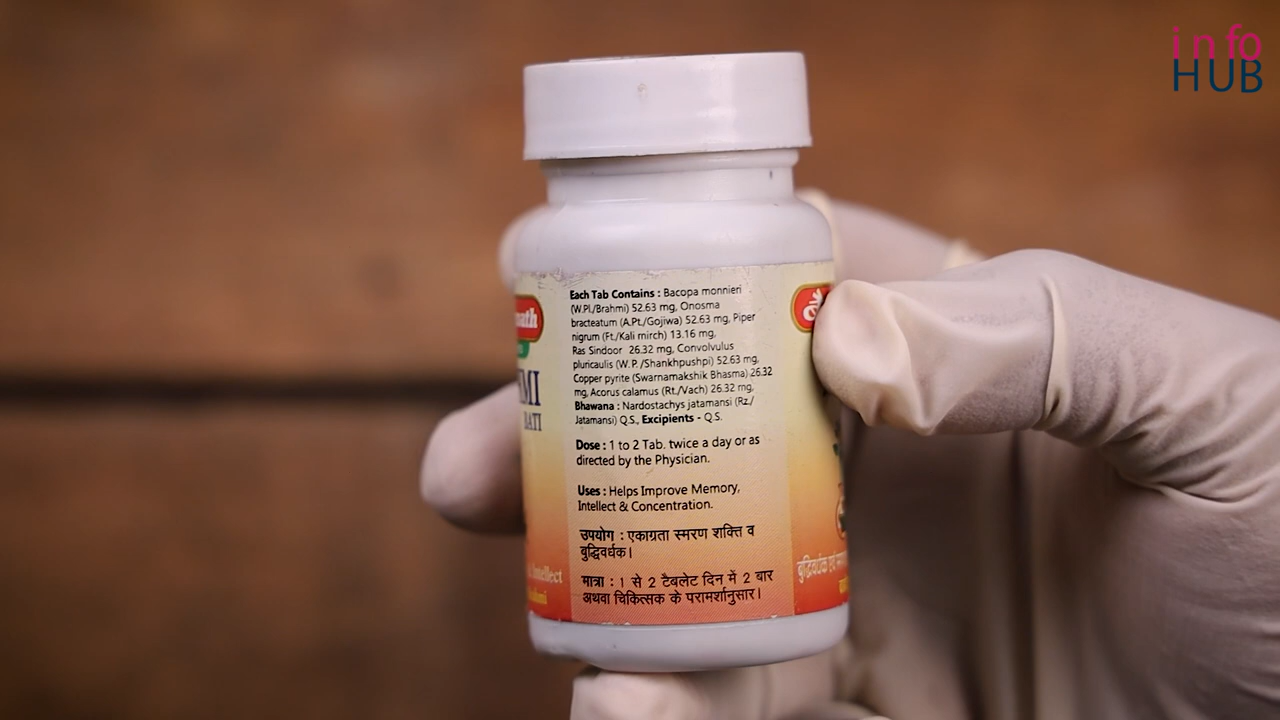 info
HUB
Each Tab Contains : Bacopa monnieri
(W.Pl./Brahmi) 52.63 mg, Onosma
bracteatum (A.Pt./Gojiwa) 52.63 mg, Piper
nigrum (Ft./Kali mirch) 13.16 mg,
Ras Sindoor 26.32 mg, Convolvulus
pluricaulis (W.P./Shankhpushpi) 52.63 mg,
Copper pyrite (Swarnamakshik Bhasma) 26.32
mg, Acorus calamus (Rt./Vach) 26.32 mg,
Bhawana : Nardostachys jatamansi (Rz./
Jatamansi) Q.S., Excipients - Q.S.
Dose : 1 to 2 Tab. twice a day or as
directed by the Physician.
Uses : Helps Improve Memory,
Intellect & Concentration.
उपयोग : एकाग्रता स्मरण शक्ति व
बुद्धिवर्धक।
मात्रा : 1 से 2 टैबलेट दिन में 2 बार
अथवा चिकित्सक के परामर्शानुसार।
Intellect
बुद्धिवर्धक एवं